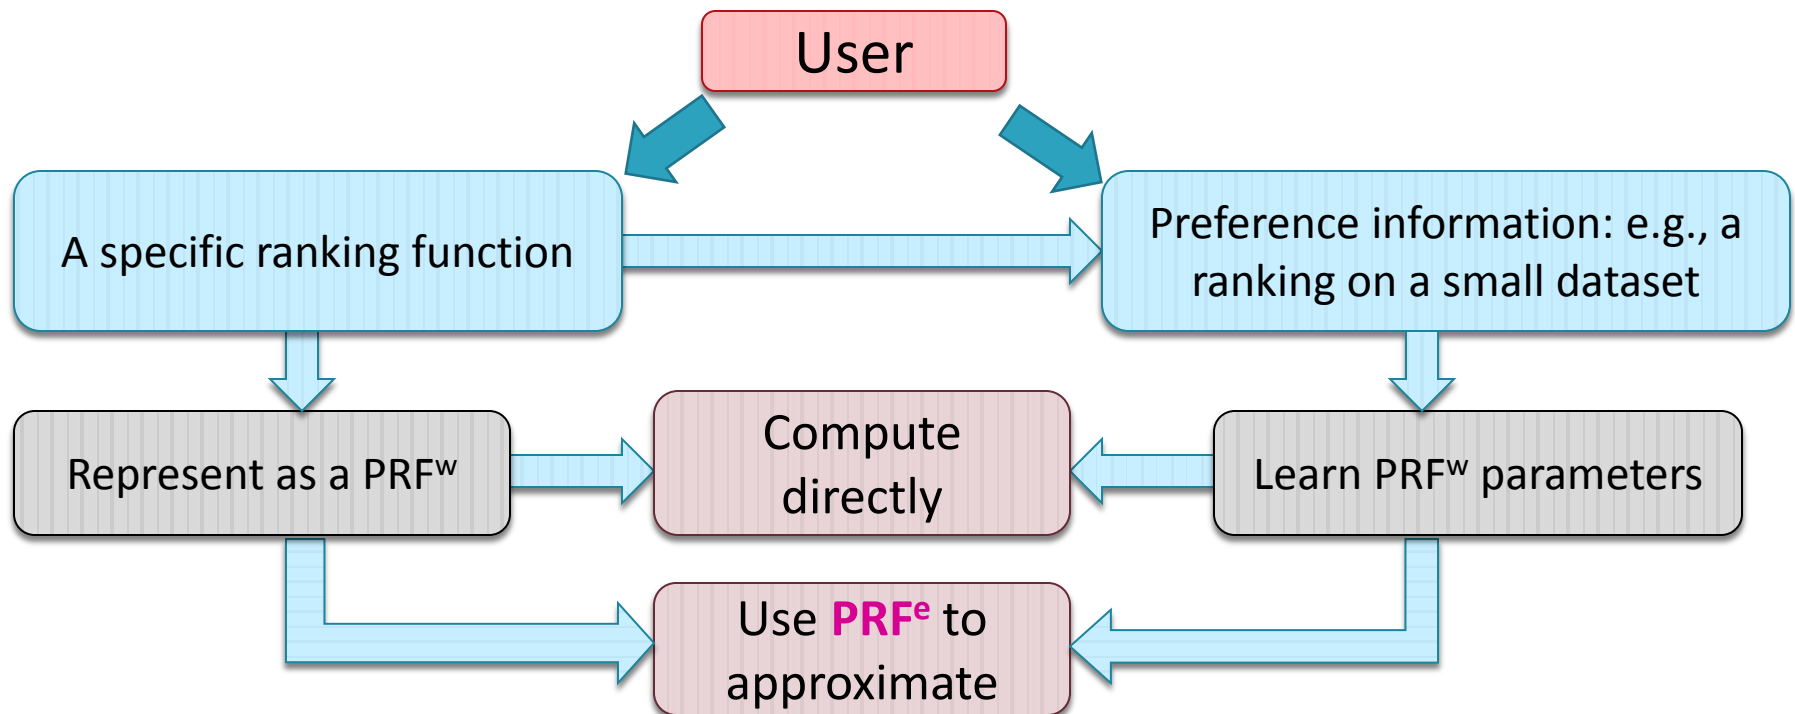 User
A specific ranking function
Preference information: e.g., a
ranking on a small dataset
Represent as a PRFʷ
Compute
directly
Learn PRFʷ parameters
Use PRFᵉ to
approximate